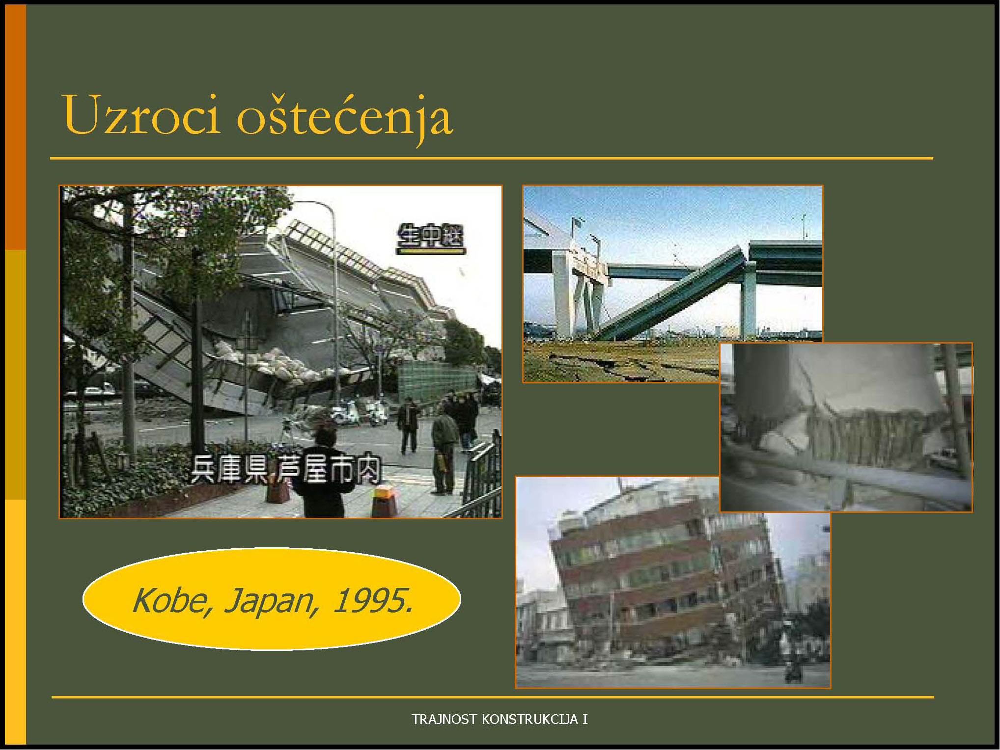 Uzroci oštećenja
生中継
兵庫県 芦屋市内
Kobe, Japan, 1995.
TRAJNOST KONSTRUKCIJA I